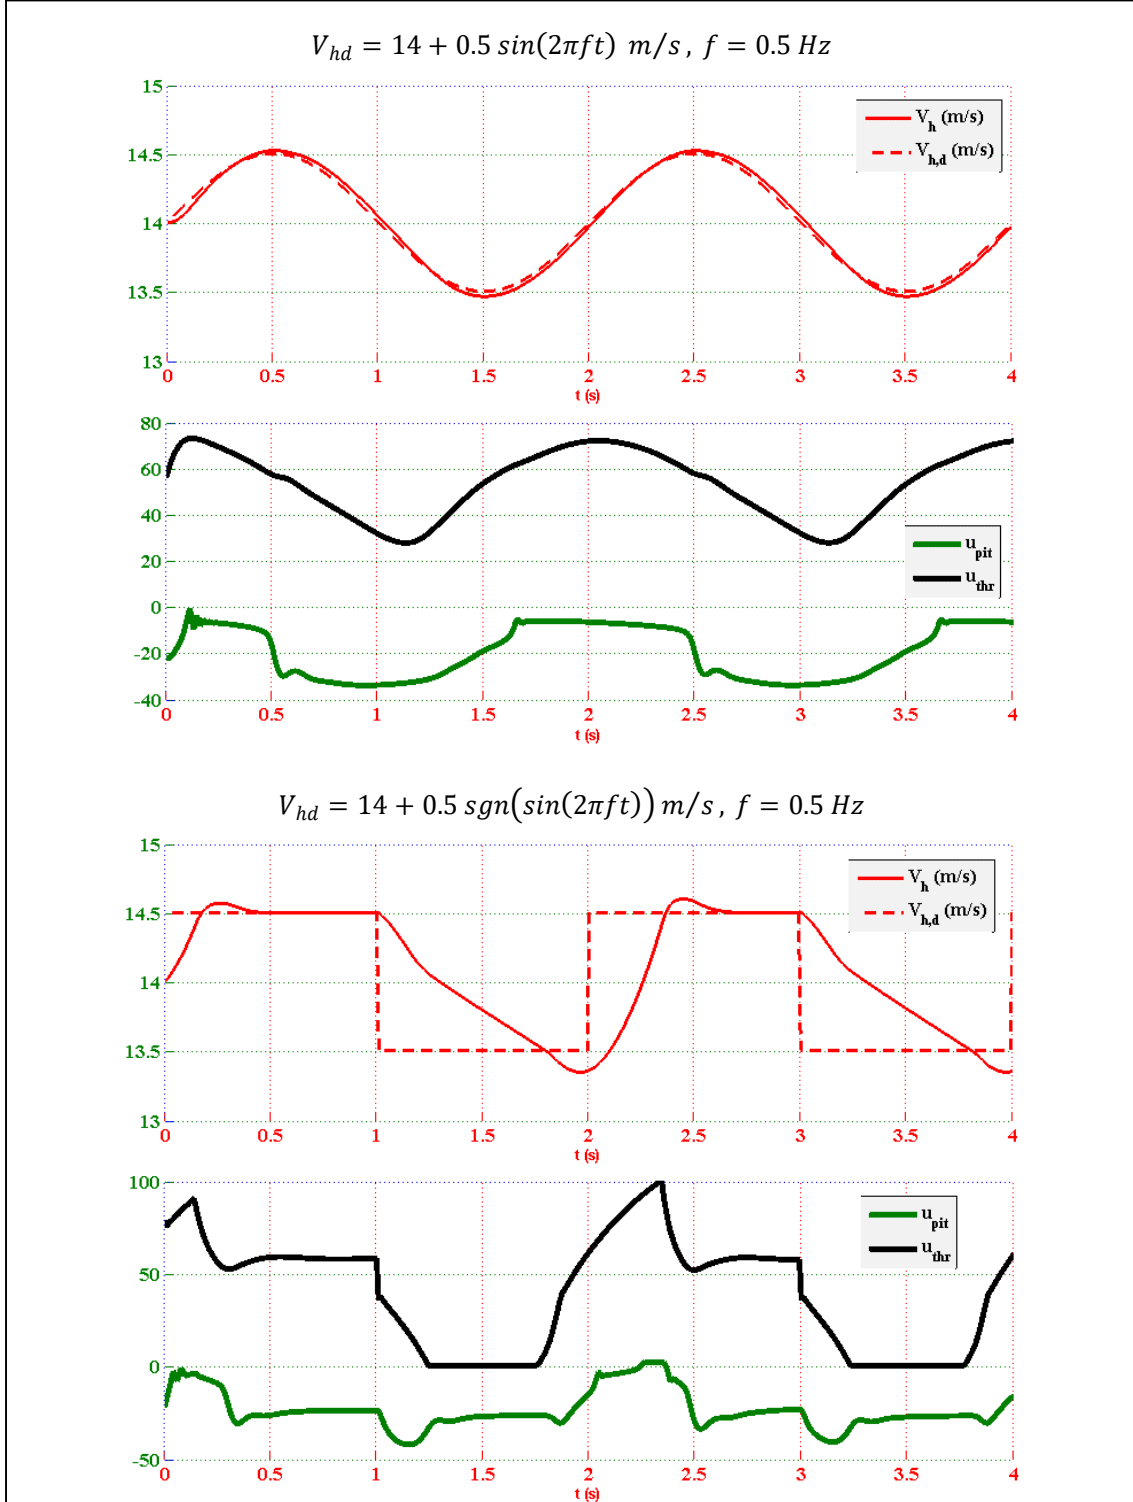 V_hd = 14 + 0.5 sin(2πft) m/s , f = 0.5 Hz
15
14.5
14
13.5
13
V_h (m/s)
V_h,d (m/s)
0 0.5 1 1.5 2 2.5 3 3.5 4
t (s)
80
60
40
20
0
-20
-40
u_pit
u_thr
0 0.5 1 1.5 2 2.5 3 3.5 4
t (s)
V_hd = 14 + 0.5 sgn(sin(2πft)) m/s , f = 0.5 Hz
15
14.5
14
13.5
13
V_h (m/s)
V_h,d (m/s)
0 0.5 1 1.5 2 2.5 3 3.5 4
t (s)
100
50
0
-50
u_pit
u_thr
0 0.5 1 1.5 2 2.5 3 3.5 4
t (s)